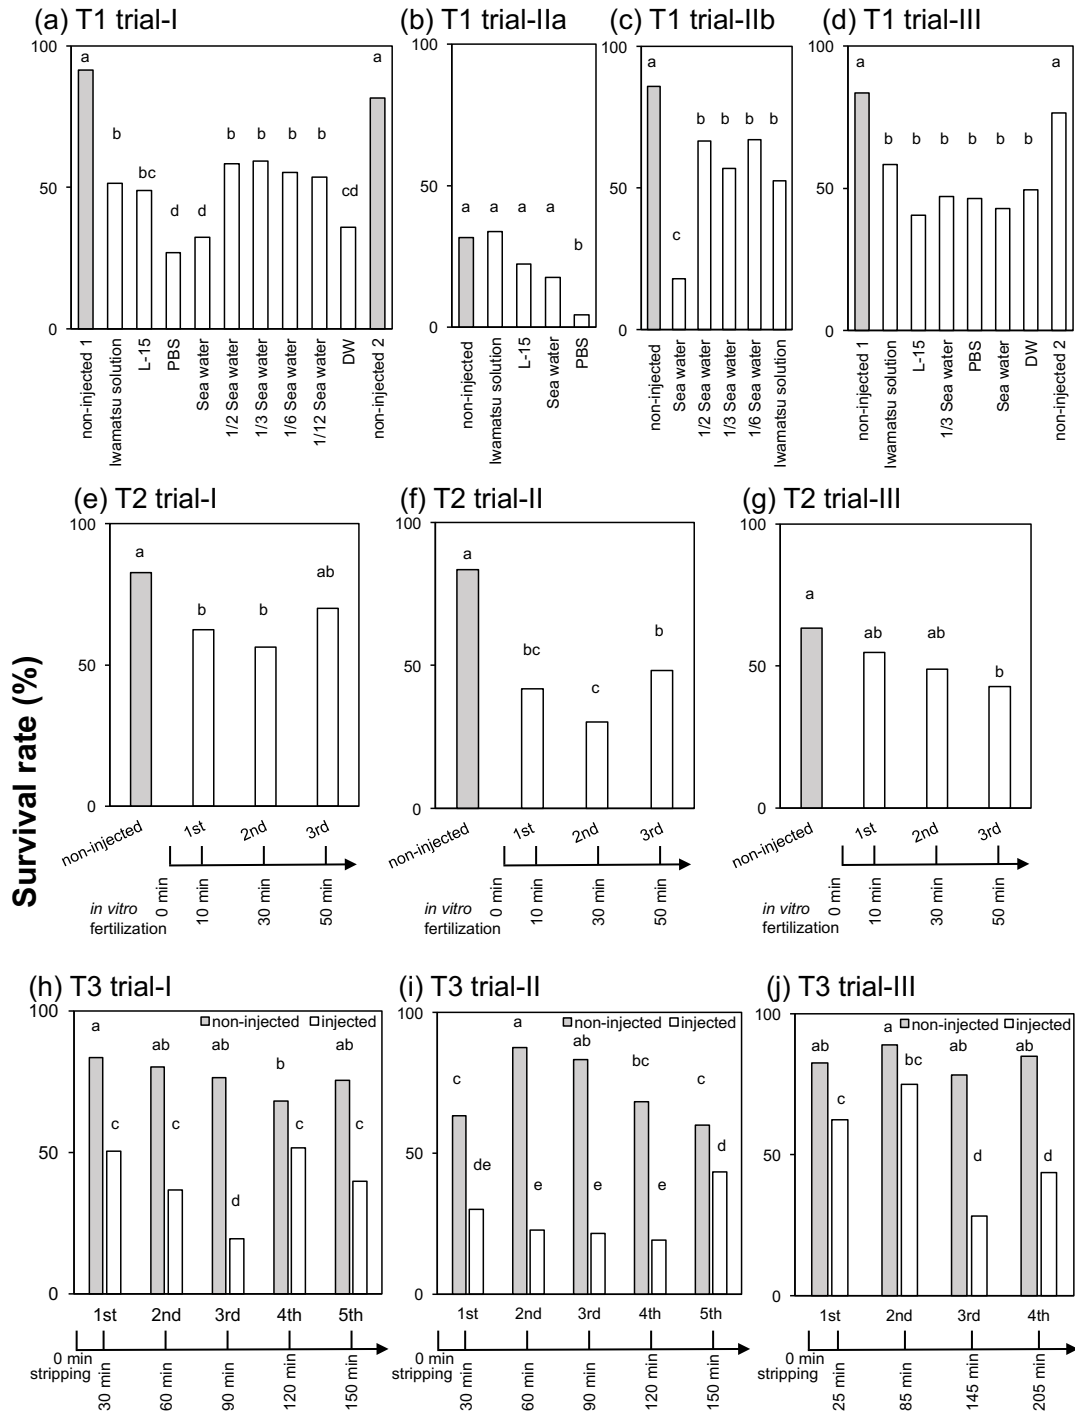 (a) T1 trial-I
(b) T1 trial-IIa
(c) T1 trial-IIb
(d) T1 trial-III
100
50
0
a
b
bc
d
d
b
b
b
b
cd
a
non-injected 1
Iwamatsu solution
L-15
PBS
Sea water
1/2 Sea water
1/3 Sea water
1/6 Sea water
1/12 Sea water
DW
non-injected 2
100
50
0
a
a
a
a
b
non-injected
Iwamatsu solution
L-15
Sea water
PBS
100
50
0
a
c
b
b
b
b
non-injected
Sea water
1/2 Sea water
1/3 Sea water
1/6 Sea water
Iwamatsu solution
100
50
0
a
b
b
b
b
b
b
a
non-injected 1
Iwamatsu solution
L-15
1/3 Sea water
PBS
Sea water
DW
non-injected 2
Survival rate (%)
(e) T2 trial-I
100
50
0
a
b
b
ab
non-injected
1st
2nd
3rd
0 min
10 min
30 min
50 min
in vitro
fertilization
(f) T2 trial-II
100
50
0
a
bc
c
b
non-injected
1st
2nd
3rd
0 min
10 min
30 min
50 min
in vitro
fertilization
(g) T2 trial-III
100
50
0
a
ab
ab
b
non-injected
1st
2nd
3rd
0 min
10 min
30 min
50 min
in vitro
fertilization
(h) T3 trial-I
100
50
0
non-injected injected
a
c
ab
c
ab
d
b
c
ab
c
1st
2nd
3rd
4th
5th
0 min
stripping
30 min
60 min
90 min
120 min
150 min
(i) T3 trial-II
100
50
0
non-injected injected
c
de
a
e
ab
e
bc
e
c
d
1st
2nd
3rd
4th
5th
0 min
stripping
30 min
60 min
90 min
120 min
150 min
(j) T3 trial-III
100
50
0
non-injected injected
ab
c
a
bc
ab
d
ab
d
1st
2nd
3rd
4th
0 min
stripping
25 min
85 min
145 min
205 min